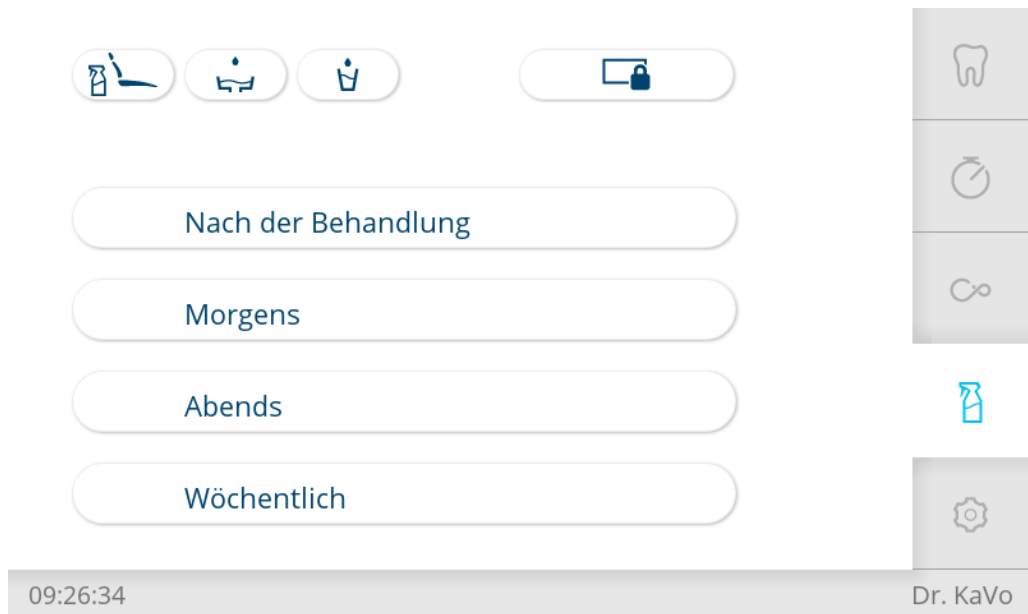 Nach der Behandlung
Morgens
Abends
Wöchentlich
09:26:34 Dr. KaVo